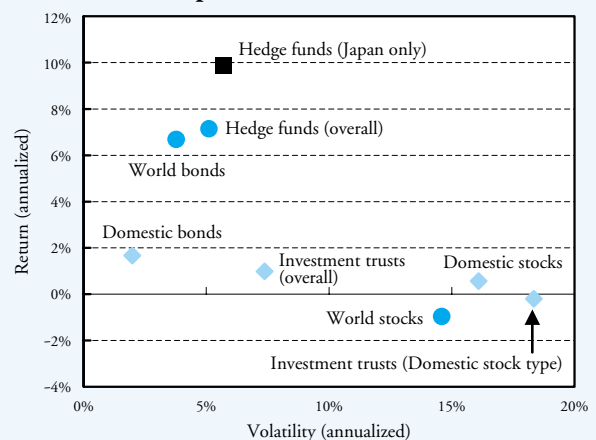 12%
10%
8%
6%
4%
2%
0%
-2%
-4%
Return (annualized)
Hedge funds (Japan only)
Hedge funds (overall)
World bonds
Domestic bonds
Investment trusts
(overall)
Domestic stocks
World stocks
Investment trusts (Domestic stock type)
0%
5%
10%
15%
20%
Volatility (annualized)